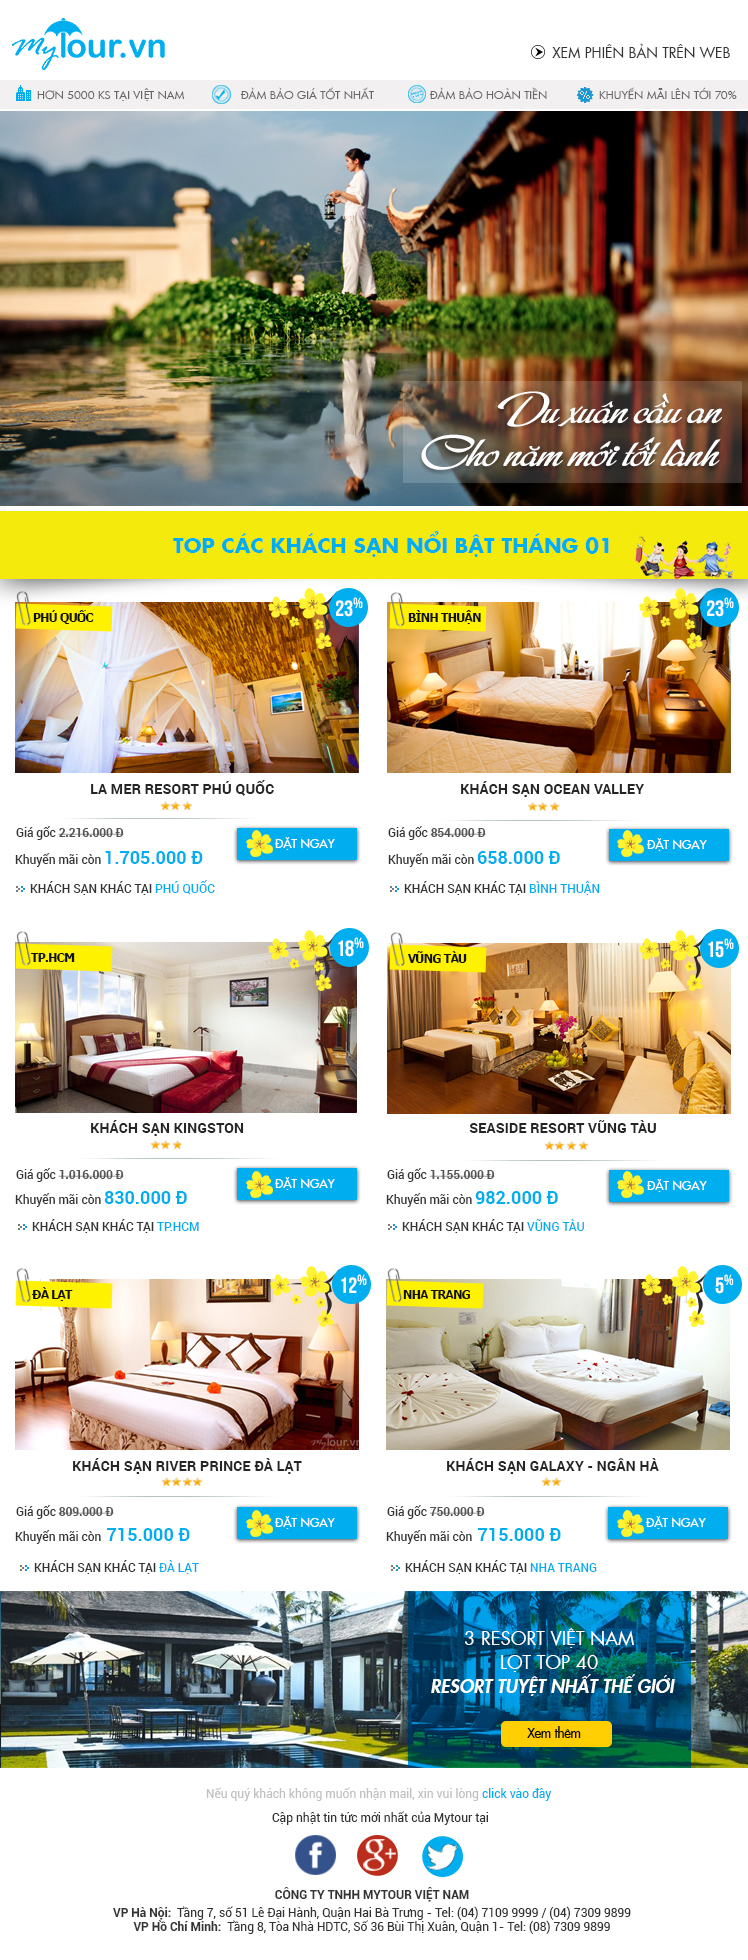 mytour.vn
XEM PHIÊN BẢN TRÊN WEB
HƠN 5000 KS TẠI VIỆT NAM
ĐẢM BẢO GIÁ TỐT NHẤT
ĐẢM BẢO HOÀN TIỀN
KHUYẾN MÃI LÊN TỚI 70%
Du xuân cầu an
Cho năm mới tốt lành
TOP CÁC KHÁCH SẠN NỔI BẬT THÁNG 01
PHÚ QUỐC
23%
LA MER RESORT PHÚ QUỐC
Giá gốc 2.216.000 Đ
Khuyến mãi còn 1.705.000 Đ
ĐẶT NGAY
KHÁCH SẠN KHÁC TẠI PHÚ QUỐC
BÌNH THUẬN
23%
KHÁCH SẠN OCEAN VALLEY
Giá gốc 854.000 Đ
Khuyến mãi còn 658.000 Đ
ĐẶT NGAY
KHÁCH SẠN KHÁC TẠI BÌNH THUẬN
TP.HCM
18%
KHÁCH SẠN KINGSTON
Giá gốc 1.016.000 Đ
Khuyến mãi còn 830.000 Đ
ĐẶT NGAY
KHÁCH SẠN KHÁC TẠI TP.HCM
VŨNG TÀU
15%
SEASIDE RESORT VŨNG TÀU
Giá gốc 1.155.000 Đ
Khuyến mãi còn 982.000 Đ
ĐẶT NGAY
KHÁCH SẠN KHÁC TẠI VŨNG TÀU
ĐÀ LẠT
12%
mytour.vn
KHÁCH SẠN RIVER PRINCE ĐÀ LẠT
Giá gốc 809.000 Đ
Khuyến mãi còn 715.000 Đ
ĐẶT NGAY
KHÁCH SẠN KHÁC TẠI ĐÀ LẠT
NHA TRANG
5%
KHÁCH SẠN GALAXY - NGÂN HÀ
Giá gốc 750.000 Đ
Khuyến mãi còn 715.000 Đ
ĐẶT NGAY
KHÁCH SẠN KHÁC TẠI NHA TRANG
3 RESORT VIỆT NAM
LỌT TOP 40
RESORT TUYỆT NHẤT THẾ GIỚI
Xem thêm
Nếu quý khách không muốn nhận mail, xin vui lòng click vào đây
Cập nhật tin tức mới nhất của Mytour tại
f
g+
CÔNG TY TNHH MYTOUR VIỆT NAM
VP Hà Nội: Tầng 7, số 51 Lê Đại Hành, Quận Hai Bà Trưng - Tel: (04) 7109 9999 / (04) 7309 9899
VP Hồ Chí Minh: Tầng 8, Tòa Nhà HDTC, Số 36 Bùi Thị Xuân, Quận 1- Tel: (08) 7309 9899